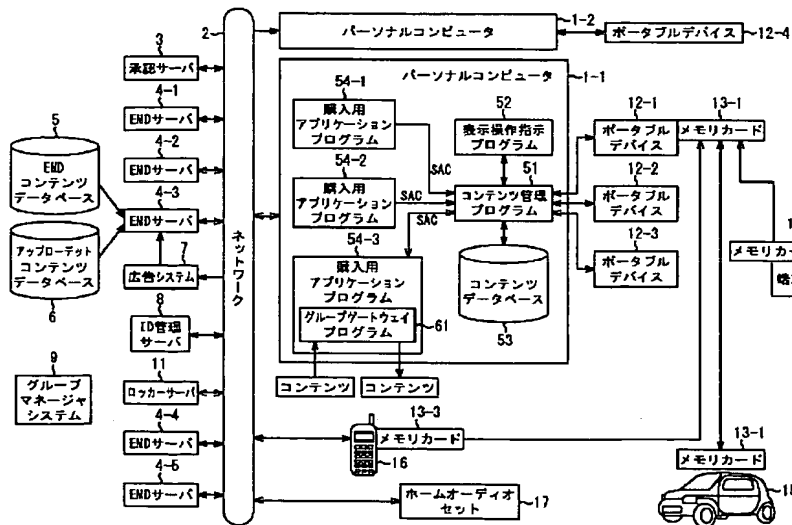 2
1-2
パーソナルコンピュータ
ポータブルデバイス
12-4
3
承認サーバ
4-1
ENDサーバ
4-2
ENDサーバ
4-3
ENDサーバ
5
END
コンテンツ
データベース
アップローデット
コンテンツ
データベース
6
7
広告システム
8
ID管理
サーバ
9
グループ
マネージャ
システム
11
ロッカーサーバ
4-4
ENDサーバ
4-5
ENDサーバ
ネットワーク
パーソナルコンピュータ
1-1
54-1
購入用
アプリケーション
プログラム
54-2
購入用
アプリケーション
プログラム
54-3
購入用
アプリケーション
プログラム
グループゲートウェイ
プログラム
61
コンテンツ
コンテンツ
SAC
SAC
SAC
52
表示操作指示
プログラム
51
コンテンツ管理
プログラム
コンテンツ
データベース
53
12-1
ポータブル
デバイス
13-1
メモリカード
12-2
ポータブル
デバイス
12-3
ポータブル
デバイス
メモリカー
13-3
メモリカード
16
13-1
メモリカード
ホームオーディオ
セット
17